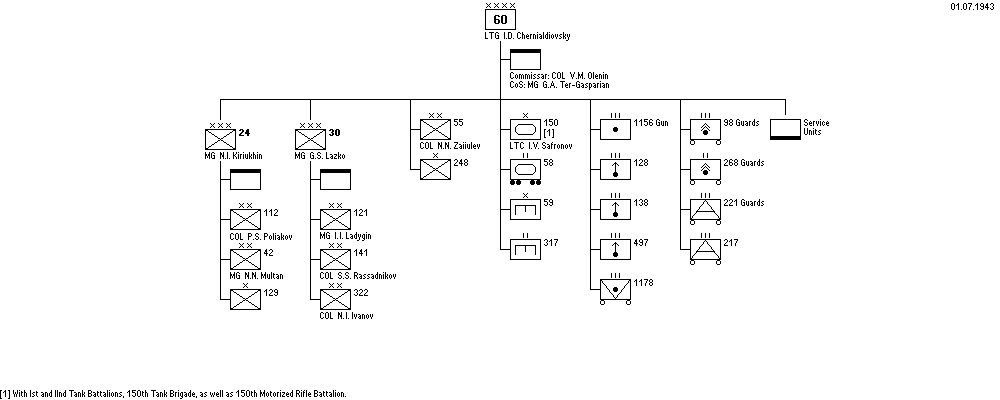 01.07.1943
XXXX
60
LTG I.D. Chernialdiovsky
Commissar: COL V.M. Olenin
CoS: MG G.A. Ter-Gasparian
XXX
24
MG N.I. Kiriukhin
XX
112
COL P.S. Poliakov
XX
42
MG N.N. Multan
X
129
XXX
30
MG G.S. Lazko
XX
121
MG I.I. Ladygin
XX
141
COL S.S. Rassadnikov
XX
322
COL N.I. Ivanov
XX
55
COL N.N. Zaiiulev
X
248
X
150
[1]
LTC I.V. Safronov
II
58
X
59
II
317
III
1156 Gun
III
128
III
138
III
497
III
1178
III
98 Guards
II
268 Guards
III
221 Guards
III
217
Service
Units
[1] With Ist and IInd Tank Battalions, 150th Tank Brigade, as well as 150th Motorized Rifle Battalion.